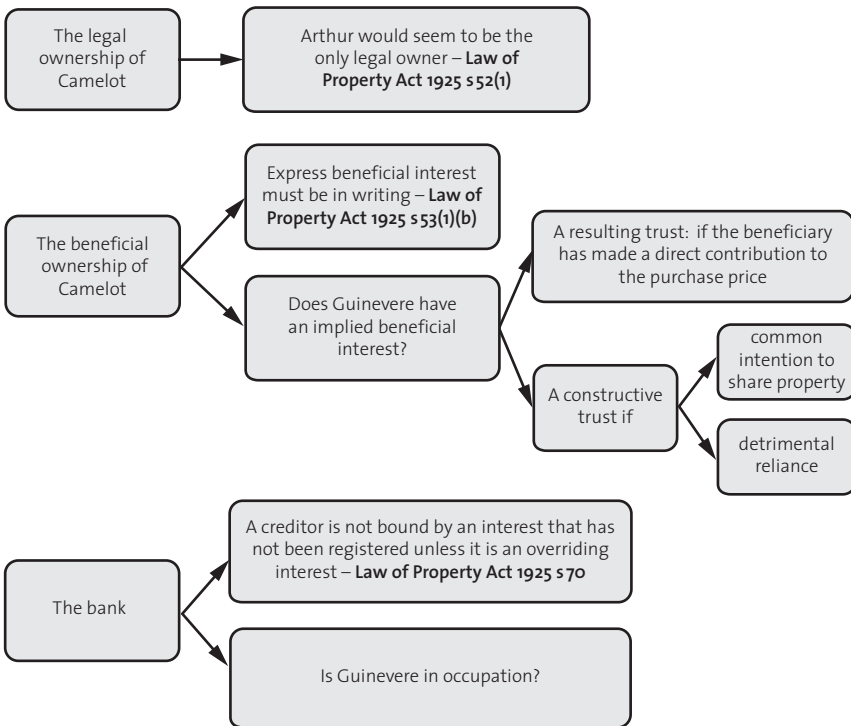 The legal
ownership of
Camelot
Arthur would seem to be the
only legal owner – Law of
Property Act 1925 s 52(1)
The beneficial
ownership of
Camelot
Express beneficial interest
must be in writing – Law of
Property Act 1925 s 53(1)(b)
Does Guinevere have
an implied beneficial
interest?
A resulting trust: if the beneficiary
has made a direct contribution to
the purchase price
A constructive
trust if
common
intention to
share property
detrimental
reliance
The bank
A creditor is not bound by an interest that has
not been registered unless it is an overriding
interest – Law of Property Act 1925 s 70
Is Guinevere in occupation?